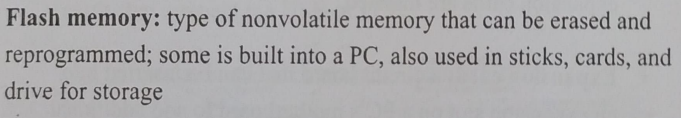 Flash memory: type of nonvolatile memory that can be erased and
reprogrammed; some is built into a PC, also used in sticks, cards, and
drive for storage